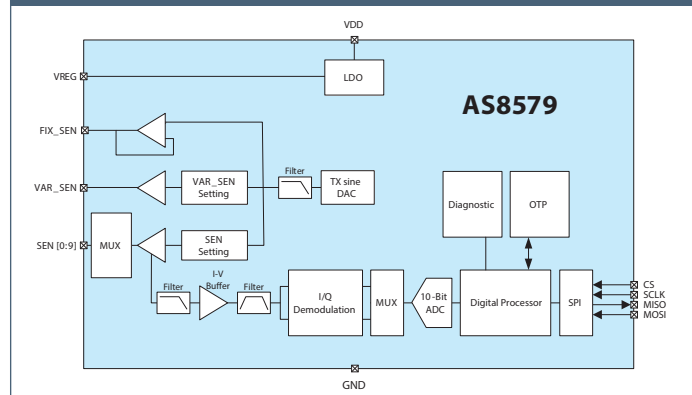 VDD
VREG
LDO
AS8579
FIX_SEN
VAR_SEN
VAR_SEN
Setting
Filter
TX sine
DAC
Diagnostic
OTP
SEN [0:9]
MUX
SEN
Setting
Filter
I-V
Buffer
Filter
I/Q
Demodulation
MUX
10-Bit
ADC
Digital Processor
SPI
CS
SCLK
MISO
MOSI
GND